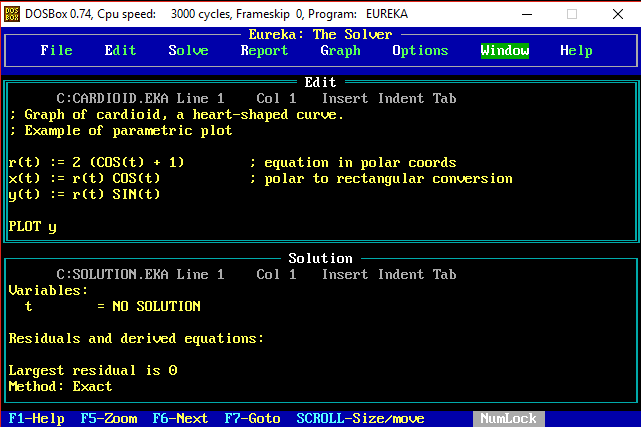 DOSBox 0.74, Cpu speed: 3000 cycles, Frameskip 0, Program: EUREKA
Eureka: The Solver
File Edit Solve Report Graph Options Window Help
Edit
C:CARDIOID.EKA Line 1 Col 1 Insert Indent Tab
; Graph of cardioid, a heart-shaped curve.
; Example of parametric plot
r(t) := 2 (COS(t) + 1) ; equation in polar coords
x(t) := r(t) COS(t) ; polar to rectangular conversion
y(t) := r(t) SIN(t)
PLOT y
Solution
C:SOLUTION.EKA Line 1 Col 1 Insert Indent Tab
Variables:
t = NO SOLUTION
Residuals and derived equations:
Largest residual is 0
Method: Exact
F1-Help F5-Zoom F6-Next F7-Goto SCROLL-Size/move NumLock